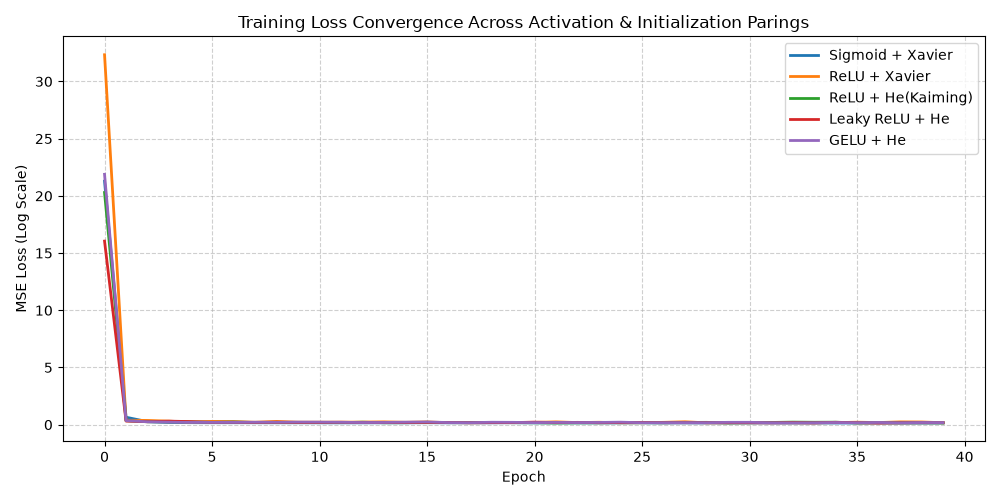 Training Loss Convergence Across Activation & Initialization Parings
Sigmoid + Xavier
ReLU + Xavier
ReLU + He(Kaiming)
Leaky ReLU + He
GELU + He
MSE Loss (Log Scale)
30
25
20
15
10
5
0
0 5 10 15 20 25 30 35 40
Epoch